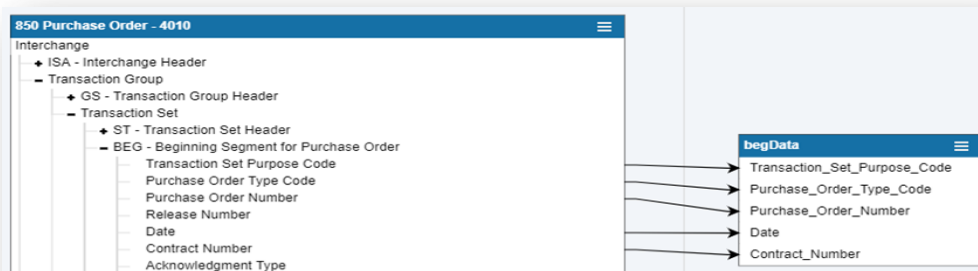 850 Purchase Order - 4010
Interchange
ISA - Interchange Header
Transaction Group
GS - Transaction Group Header
Transaction Set
ST - Transaction Set Header
BEG - Beginning Segment for Purchase Order
Transaction Set Purpose Code
Purchase Order Type Code
Purchase Order Number
Release Number
Date
Contract Number
Acknowledgment Type
begData
Transaction_Set_Purpose_Code
Purchase_Order_Type_Code
Purchase_Order_Number
Date
Contract_Number